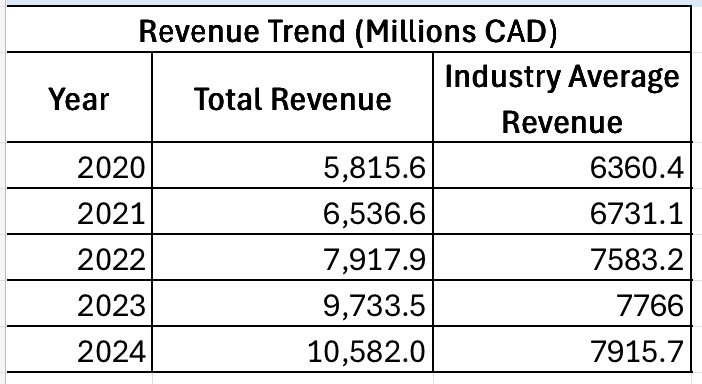 Revenue Trend (Millions CAD)
Year Total Revenue Industry Average Revenue
2020 5,815.6 6360.4
2021 6,536.6 6731.1
2022 7,917.9 7583.2
2023 9,733.5 7766
2024 10,582.0 7915.7